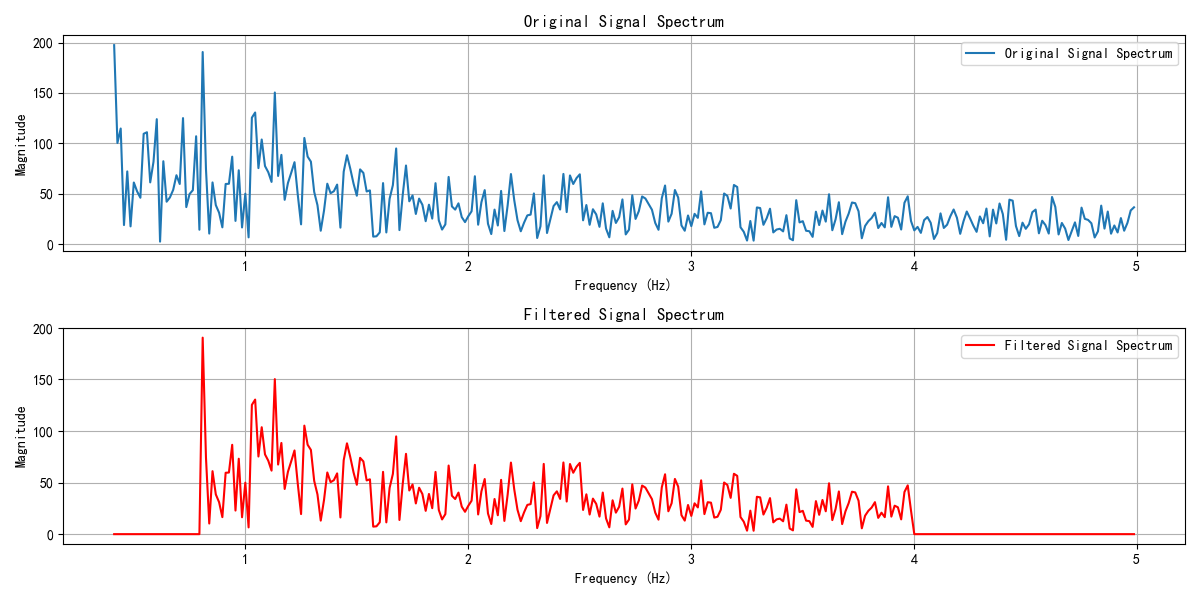 Original Signal Spectrum
200
150
100
50
0
Magnitude
Original Signal Spectrum
1 2 3 4 5
Frequency (Hz)
Filtered Signal Spectrum
200
150
100
50
0
Magnitude
Filtered Signal Spectrum
1 2 3 4 5
Frequency (Hz)